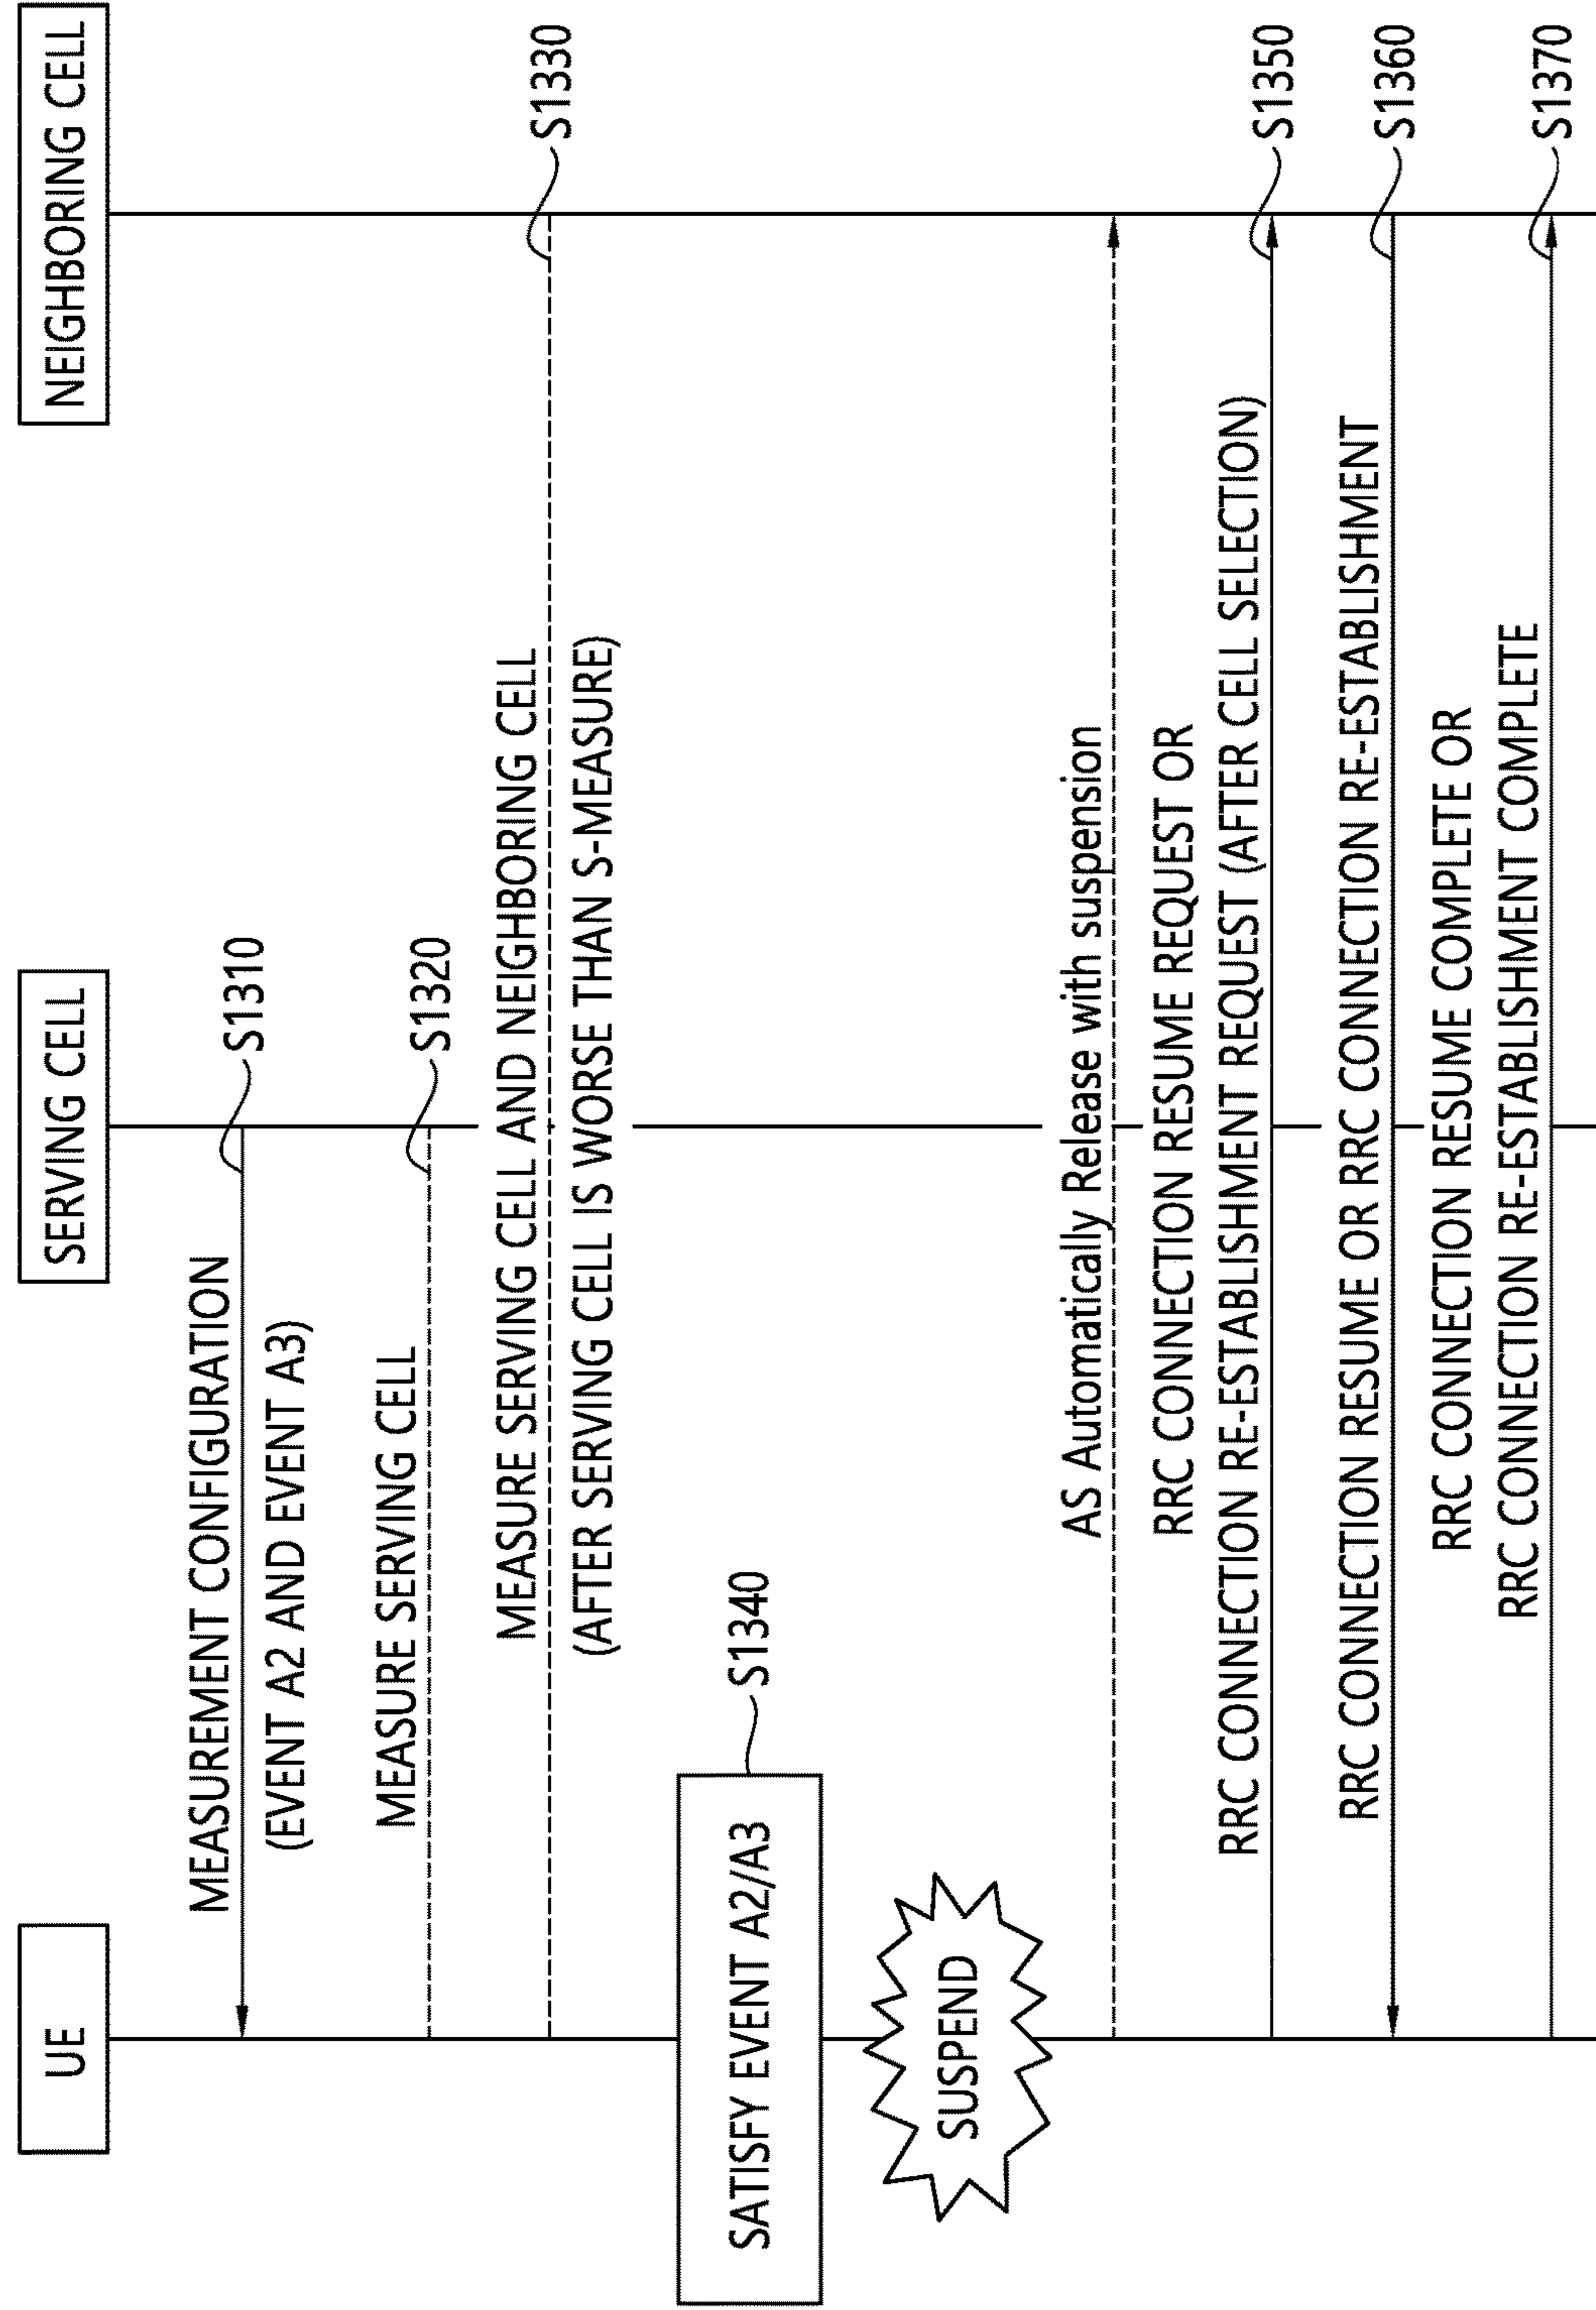 UE
SERVING CELL
NEIGHBORING CELL
MEASUREMENT CONFIGURATION
S1310
(EVENT A2 AND EVENT A3)
MEASURE SERVING CELL
S1320
MEASURE SERVING CELL AND NEIGHBORING CELL
S1330
(AFTER SERVING CELL IS WORSE THAN S-MEASURE)
SATISFY EVENT A2/A3
S1340
SUSPEND
AS Automatically Release with suspension
RRC CONNECTION RESUME REQUEST OR
RRC CONNECTION RE-ESTABLISHMENT REQUEST (AFTER CELL SELECTION)
S1350
RRC CONNECTION RESUME OR RRC CONNECTION RE-ESTABLISHMENT
S1360
RRC CONNECTION RESUME COMPLETE OR
RRC CONNECTION RE-ESTABLISHMENT COMPLETE
S1370